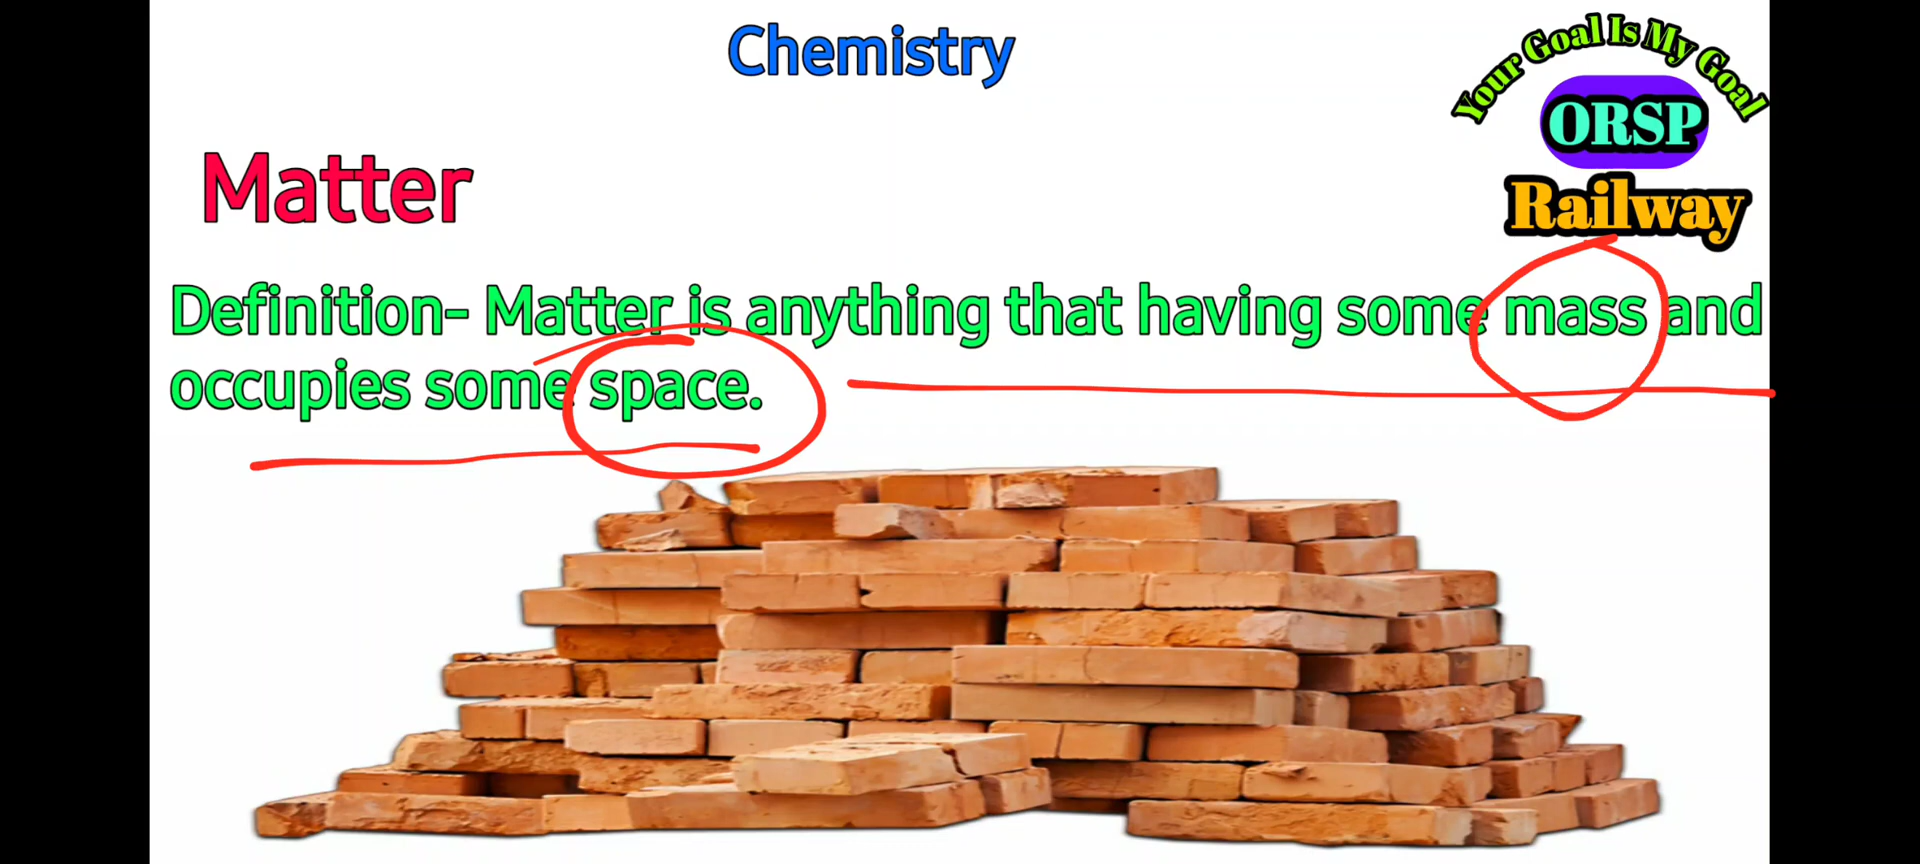 Chemistry
Your Goal Is My Goal
ORSP
Railway
Matter
Definition- Matter is anything that having some mass and
occupies some space.